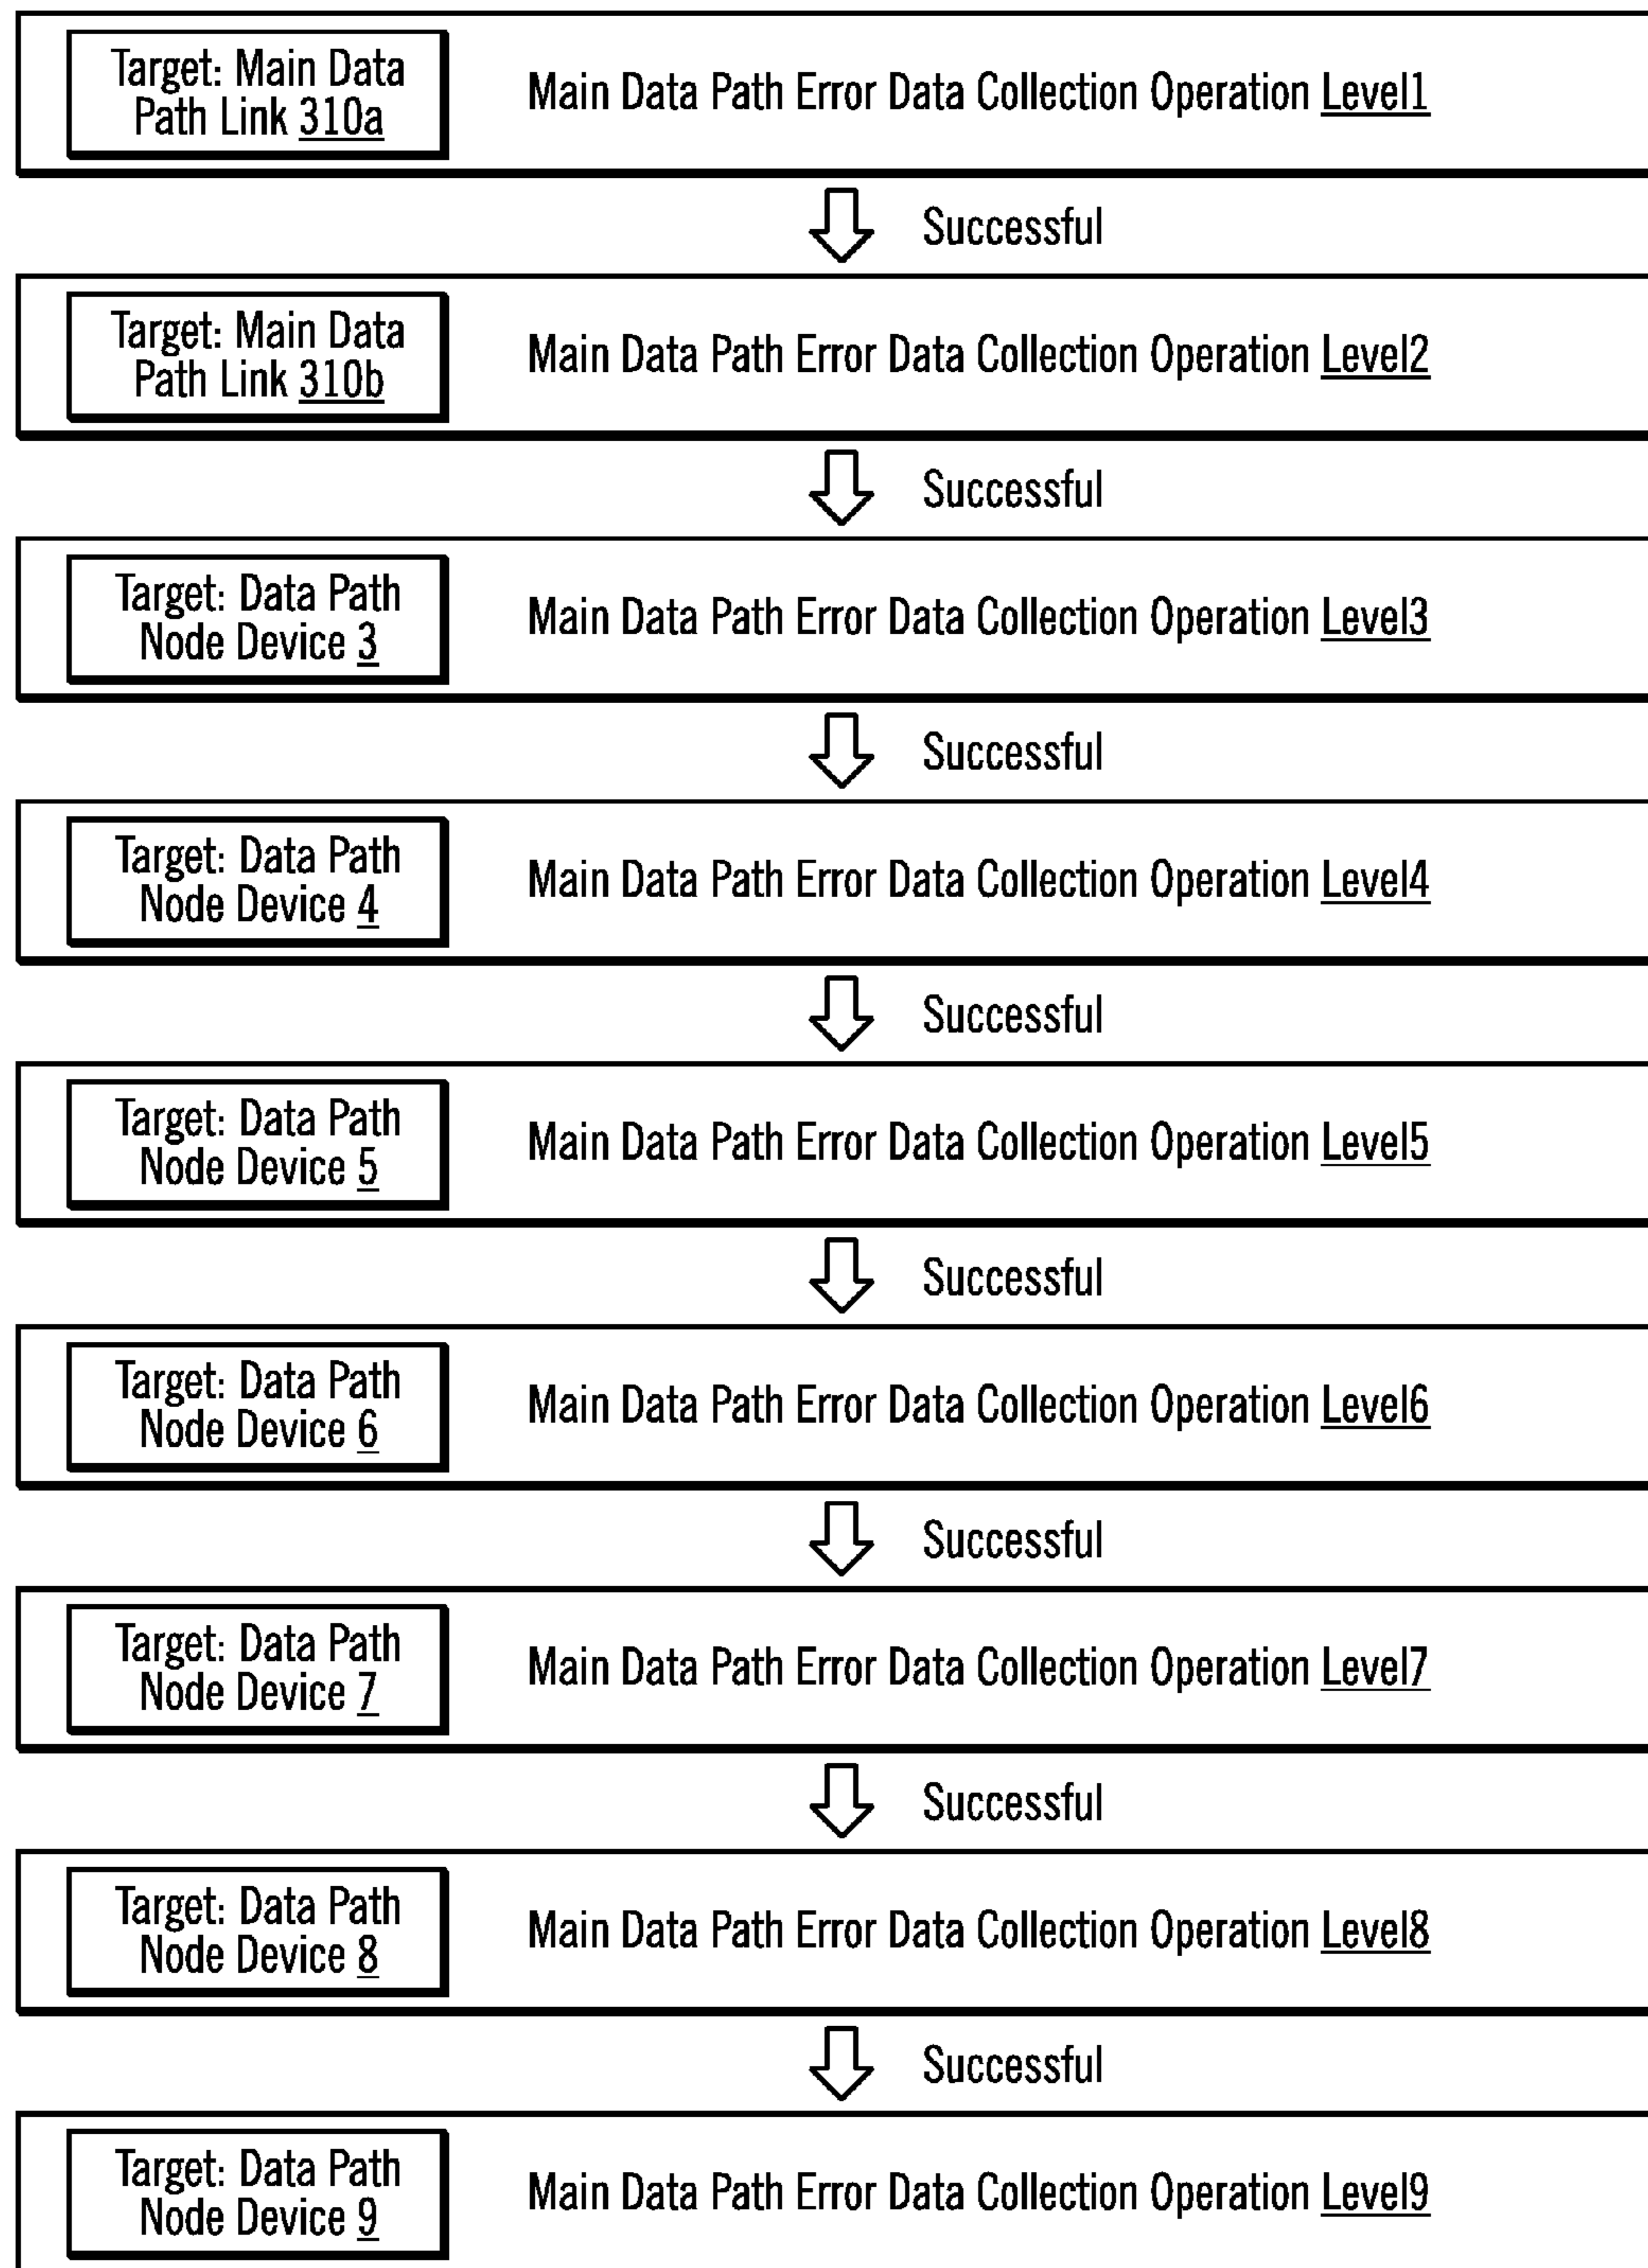 Target: Main Data
Path Link 310a
Main Data Path Error Data Collection Operation Level1
Successful
Target: Main Data
Path Link 310b
Main Data Path Error Data Collection Operation Level2
Successful
Target: Data Path
Node Device 3
Main Data Path Error Data Collection Operation Level3
Successful
Target: Data Path
Node Device 4
Main Data Path Error Data Collection Operation Level4
Successful
Target: Data Path
Node Device 5
Main Data Path Error Data Collection Operation Level5
Successful
Target: Data Path
Node Device 6
Main Data Path Error Data Collection Operation Level6
Successful
Target: Data Path
Node Device 7
Main Data Path Error Data Collection Operation Level7
Successful
Target: Data Path
Node Device 8
Main Data Path Error Data Collection Operation Level8
Successful
Target: Data Path
Node Device 9
Main Data Path Error Data Collection Operation Level9